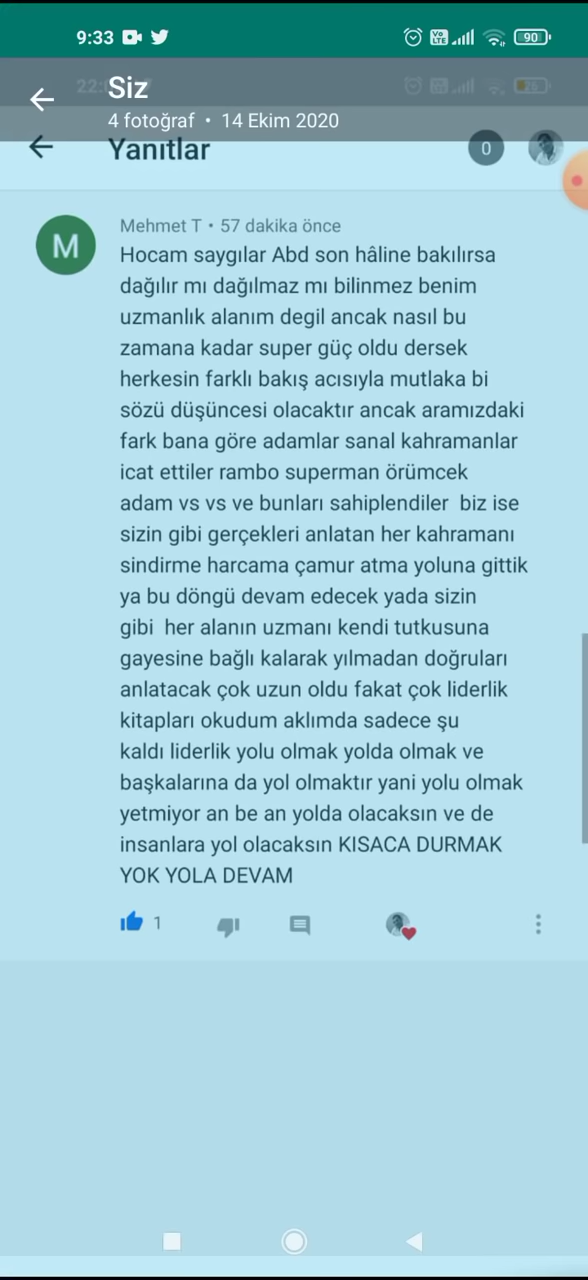 9:33
VO LTE
90
Siz
4 fotoğraf • 14 Ekim 2020
Yanıtlar
0
M
Mehmet T • 57 dakika önce
Hocam saygılar Abd son hâline bakılırsa
dağılır mı dağılmaz mı bilinmez benim
uzmanlık alanım degil ancak nasıl bu
zamana kadar super güç oldu dersek
herkesin farklı bakış acısıyla mutlaka bi
sözü düşüncesi olacaktır ancak aramızdaki
fark bana göre adamlar sanal kahramanlar
icat ettiler rambo superman örümcek
adam vs vs ve bunları sahiplendiler biz ise
sizin gibi gerçekleri anlatan her kahramanı
sindirme harcama çamur atma yoluna gittik
ya bu döngü devam edecek yada sizin
gibi her alanın uzmanı kendi tutkusuna
gayesine bağlı kalarak yılmadan doğruları
anlatacak çok uzun oldu fakat çok liderlik
kitapları okudum aklımda sadece şu
kaldı liderlik yolu olmak yolda olmak ve
başkalarına da yol olmaktır yani yolu olmak
yetmiyor an be an yolda olacaksın ve de
insanlara yol olacaksın KISACA DURMAK
YOK YOLA DEVAM
1